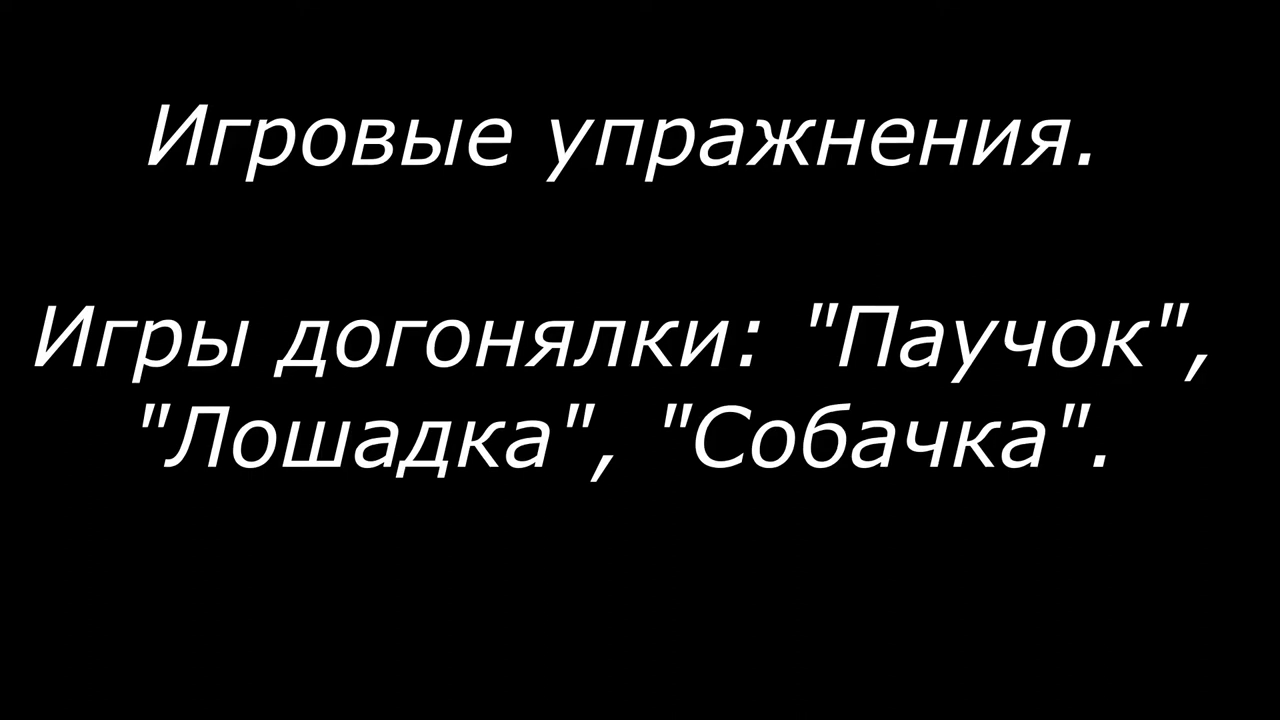 Игровые упражнения.
Игры догонялки: "Паучок",
"Лошадка", "Собачка".